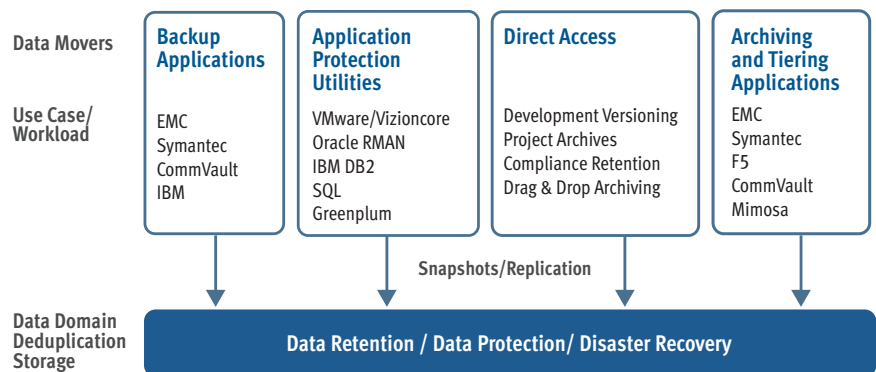 Data Movers
Backup
Applications
Application
Protection
Utilities
Direct Access
Archiving
and Tiering
Applications
Use Case/
Workload
EMC
Symantec
CommVault
IBM
VMware/Vizioncore
Oracle RMAN
IBM DB2
SQL
Greenplum
Development Versioning
Project Archives
Compliance Retention
Drag & Drop Archiving
EMC
Symantec
F5
CommVault
Mimosa
Snapshots/Replication
Data Domain
Deduplication
Storage
Data Retention / Data Protection/ Disaster Recovery